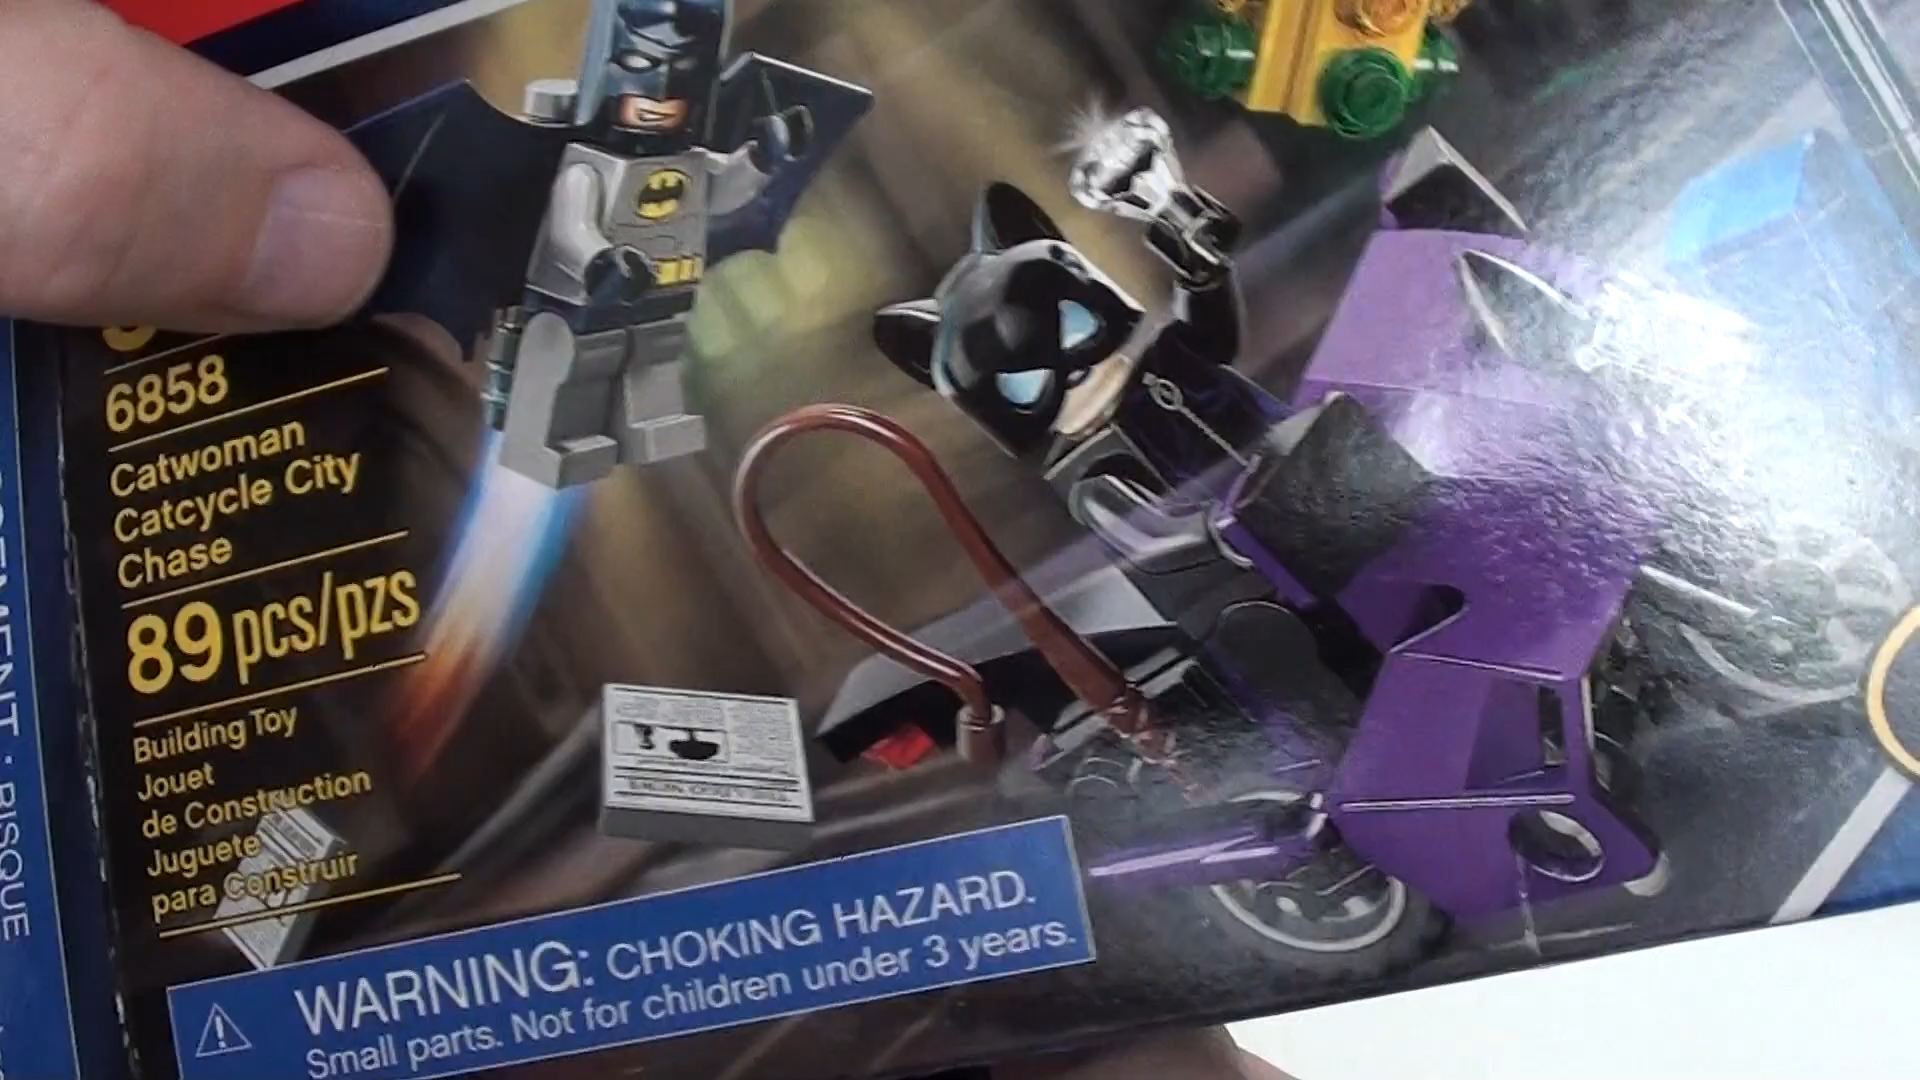 6858
Catwoman
Catcycle City
Chase
89 pcs/pzs
Building Toy
Jouet
de Construction
Juguete
para Construir
WARNING: CHOKING HAZARD.
Small parts. Not for children under 3 years.
RISQUE